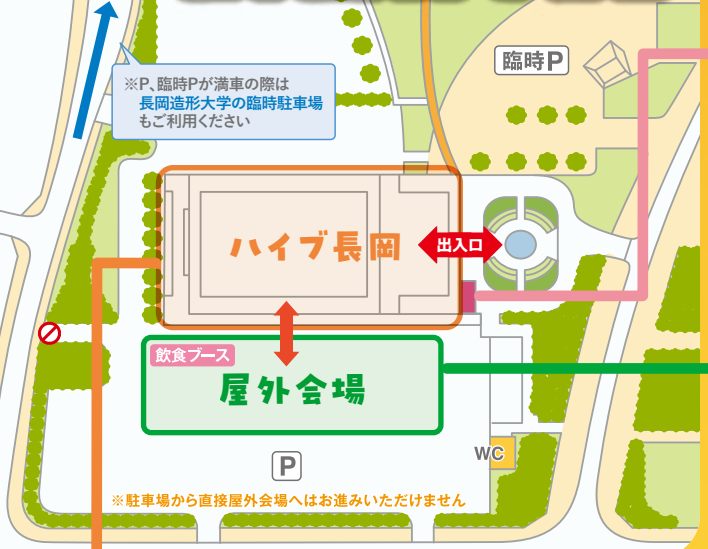 臨時P
※P、臨時Pが満車の際は
長岡造形大学の臨時駐車場
もご利用ください
ハイブ長岡
出入口
飲食ブース
屋外会場
WC
P
※駐車場から直接屋外会場へはお進みいただけません